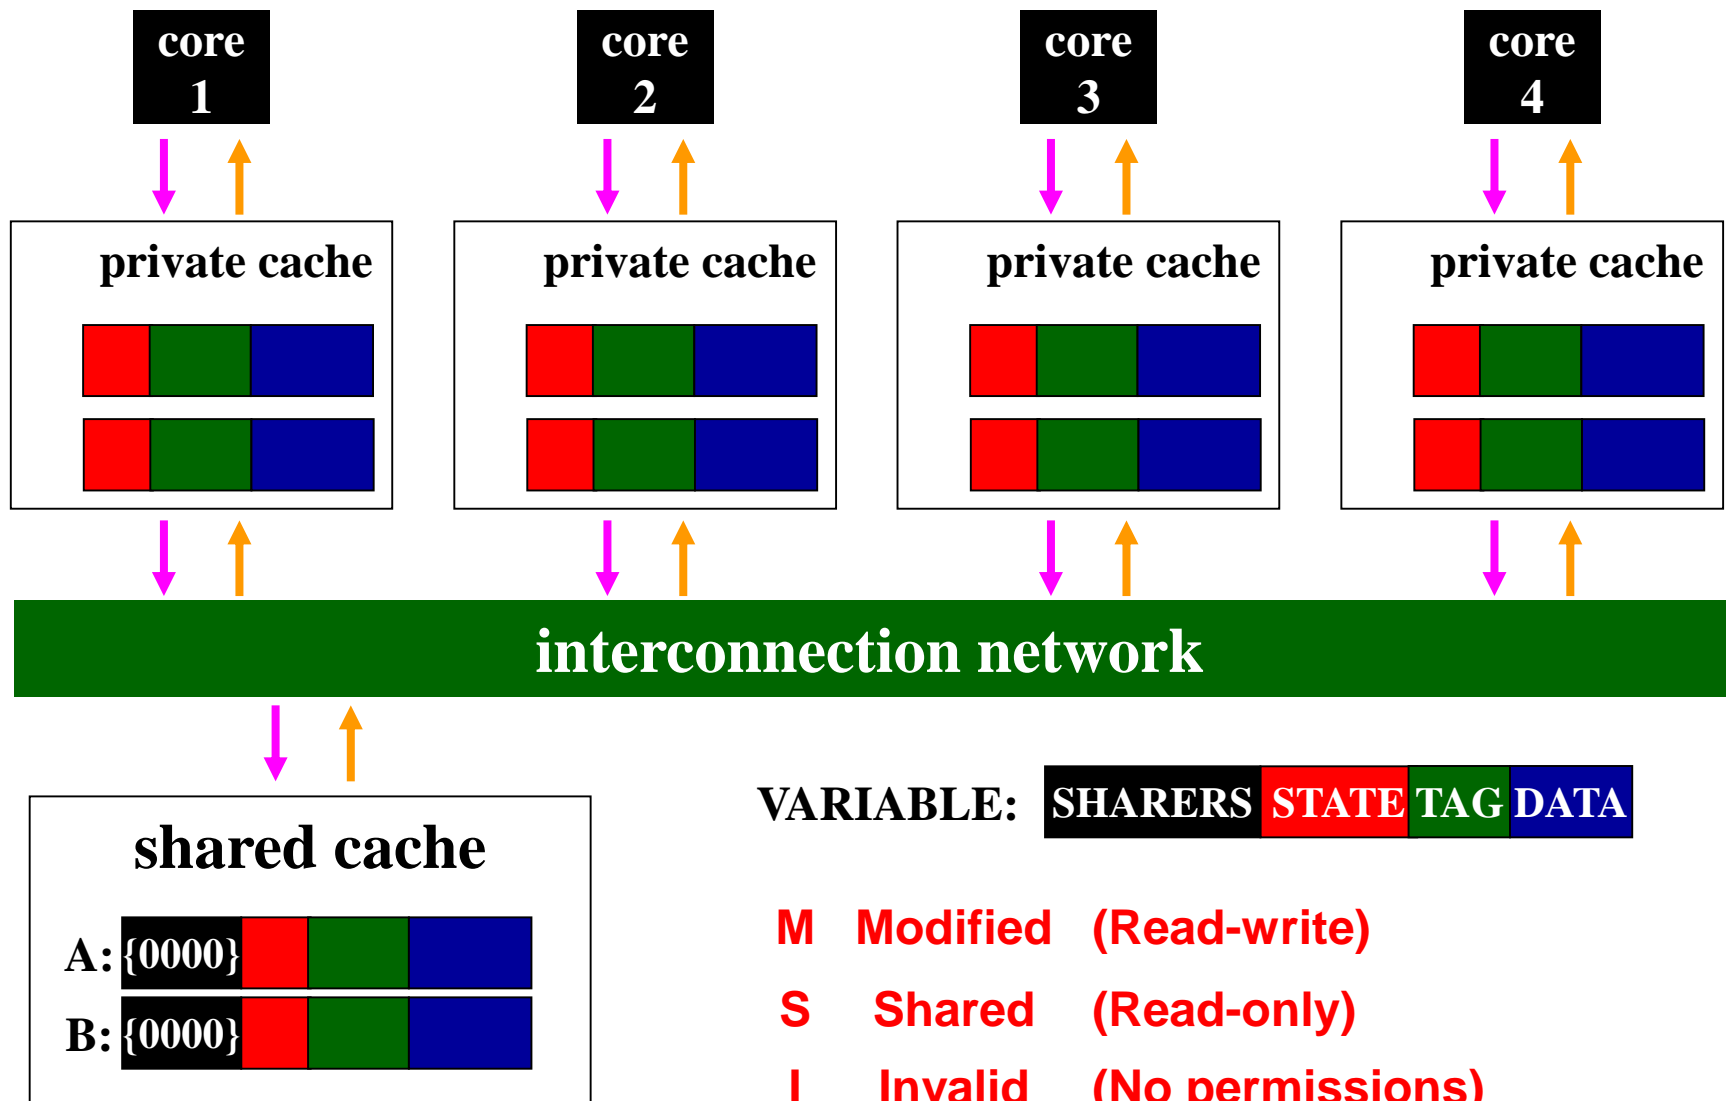 core
1
core
2
core
3
core
4
private cache
private cache
private cache
private cache
interconnection network
VARIABLE: SHARERS STATE TAG DATA
shared cache
A: {0000}
B: {0000}
M Modified (Read-write)
S Shared (Read-only)
I Invalid (No permissions)